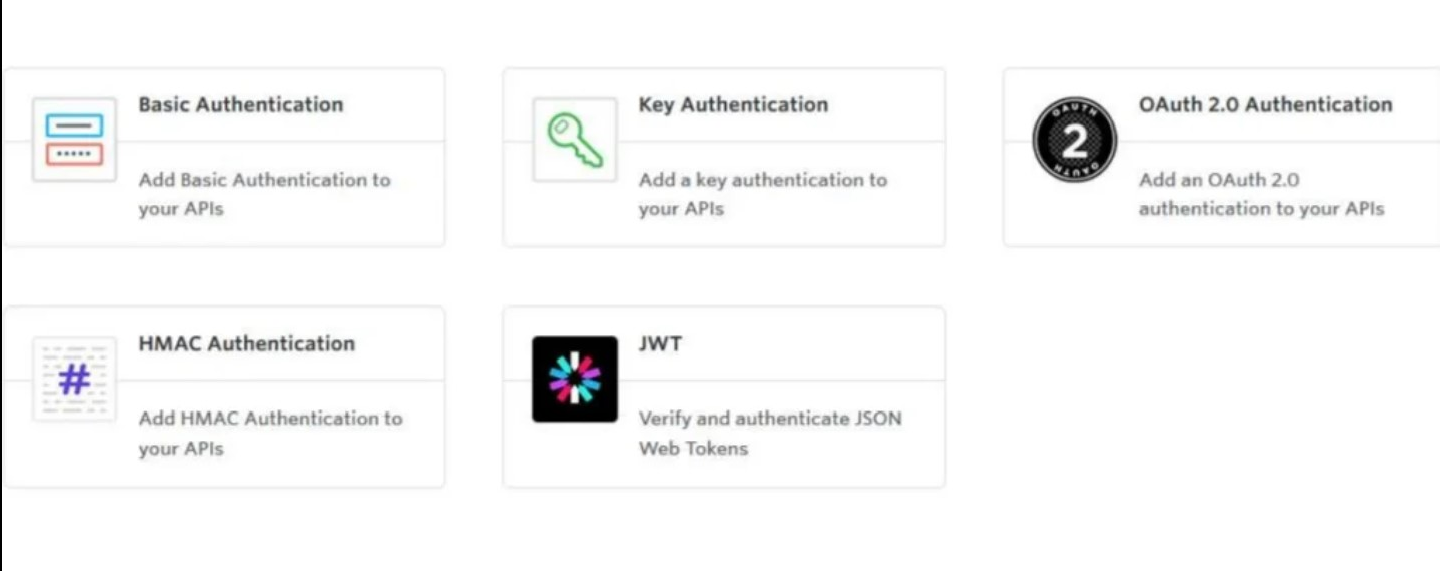 Basic Authentication
Add Basic Authentication to
your APIs
Key Authentication
Add a key authentication to
your APIs
OAUTH
2
OAUTH
OAuth 2.0 Authentication
Add an OAuth 2.0
authentication to your APIs
#
HMAC Authentication
Add HMAC Authentication to
your APIs
JWT
Verify and authenticate JSON
Web Tokens